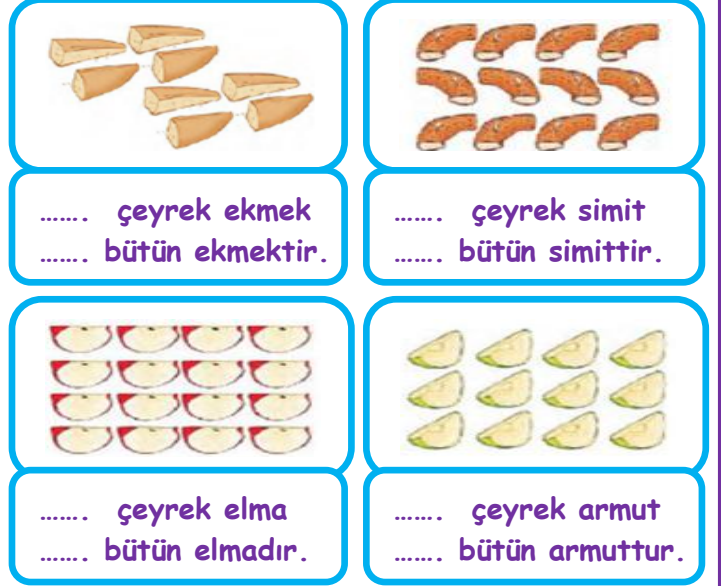 ……. çeyrek ekmek
……. bütün ekmektir.
……. çeyrek simit
……. bütün simittir.
……. çeyrek elma
……. bütün elmadır.
……. çeyrek armut
……. bütün armuttur.